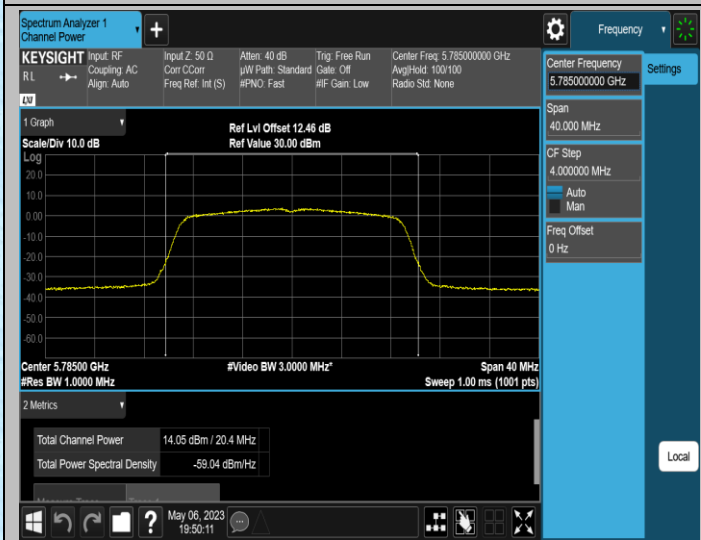 Spectrum Analyzer 1
Channel Power
Frequency
KEYSIGHT
RL
LXI
Input: RF
Coupling: AC
Align: Auto
Input Z: 50 Ω
Corr CCorr
Freq Ref: Int (S)
Atten: 40 dB
µW Path: Standard
#PNO: Fast
Trig: Free Run
Gate: Off
#IF Gain: Low
Center Freq: 5.785000000 GHz
Avg|Hold: 100/100
Radio Std: None
Center Frequency
5.785000000 GHz
Settings
Span
40.000 MHz
CF Step
4.000000 MHz
Auto
Man
Freq Offset
0 Hz
1 Graph
Scale/Div 10.0 dB
Ref Lvl Offset 12.46 dB
Ref Value 30.00 dBm
Log
20.0
10.0
0.00
-10.0
-20.0
-30.0
-40.0
-50.0
-60.0
Center 5.78500 GHz
#Video BW 3.0000 MHz*
Span 40 MHz
#Res BW 1.0000 MHz
Sweep 1.00 ms (1001 pts)
2 Metrics
Total Channel Power 14.05 dBm / 20.4 MHz
Total Power Spectral Density -59.04 dBm/Hz
Local
?
May 06, 2023
19:50:11